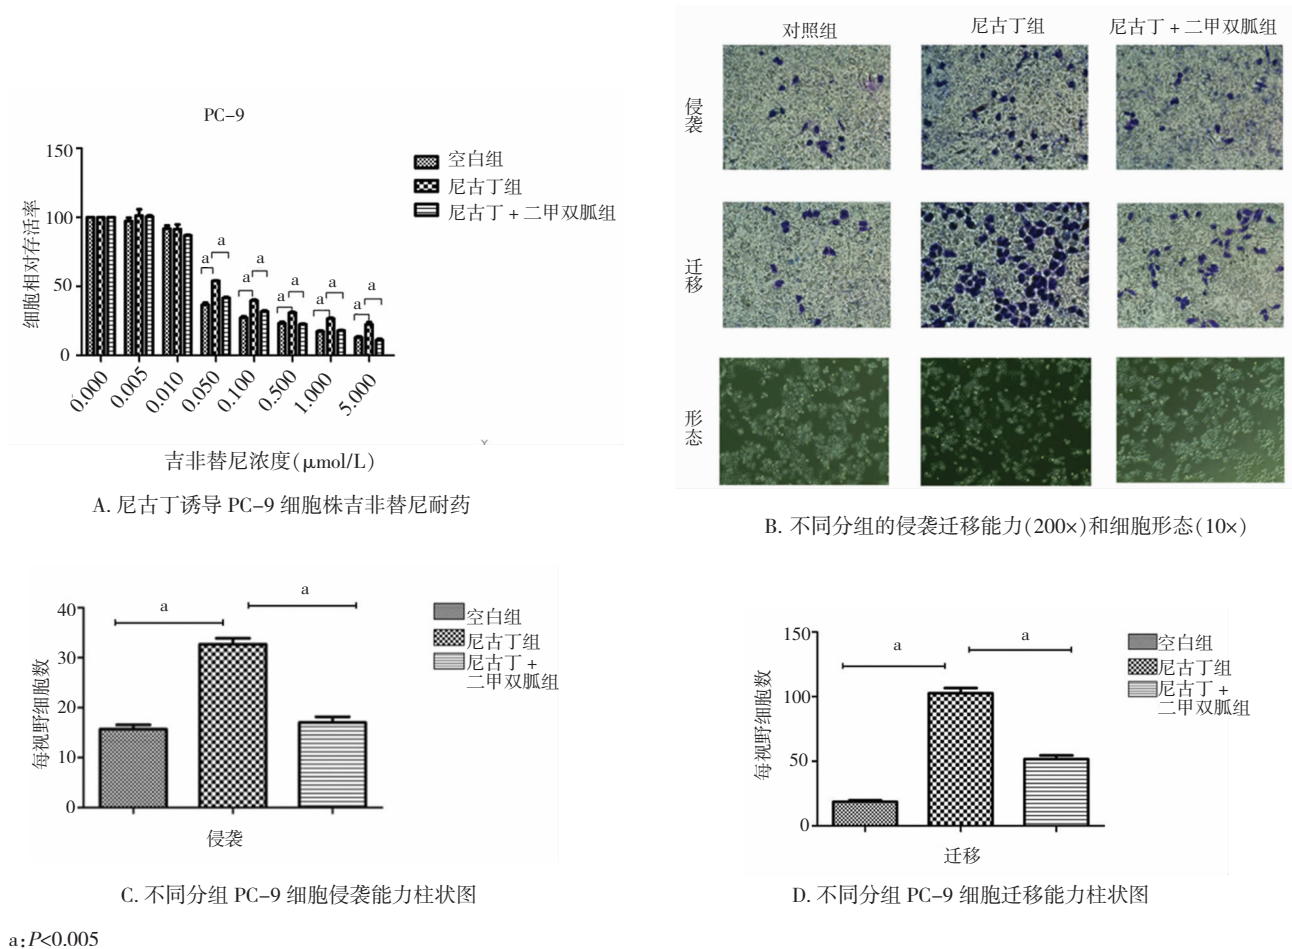 PC-9
150
100
50
0
细胞相对存活率
空白组
尼古丁组
尼古丁 + 二甲双胍组
a
a
a
a
a
a
a
a
a
a
0.000
0.005
0.010
0.050
0.100
0.500
1.000
5.000
吉非替尼浓度(μmol/L)
A. 尼古丁诱导 PC-9 细胞株吉非替尼耐药
对照组
尼古丁组
尼古丁 + 二甲双胍组
侵袭
迁移
形态
B. 不同分组的侵袭迁移能力(200×)和细胞形态(10×)
40
30
20
10
0
每视野细胞数
a
a
空白组
尼古丁组
尼古丁 +
二甲双胍组
侵袭
C. 不同分组 PC-9 细胞侵袭能力柱状图
150
100
50
0
每视野细胞数
a
a
空白组
尼古丁组
尼古丁 +
二甲双胍组
迁移
D. 不同分组 PC-9 细胞迁移能力柱状图
a:P<0.005